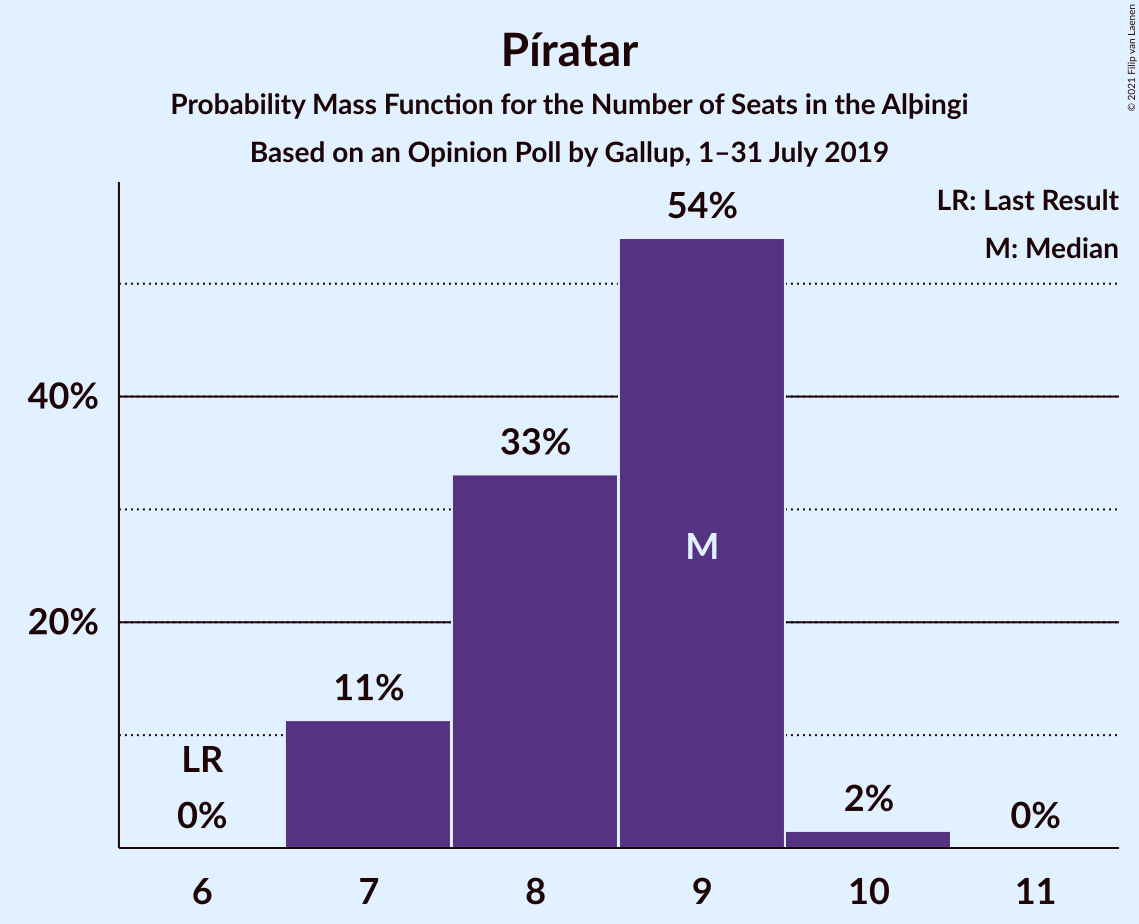 Píratar
Probability Mass Function for the Number of Seats in the Alþingi
Based on an Opinion Poll by Gallup, 1–31 July 2019
© 2021 Filip van Laenen
LR: Last Result
M: Median
54%
40%
33%
M
20%
11%
LR
0%
2%
0%
6 7 8 9 10 11